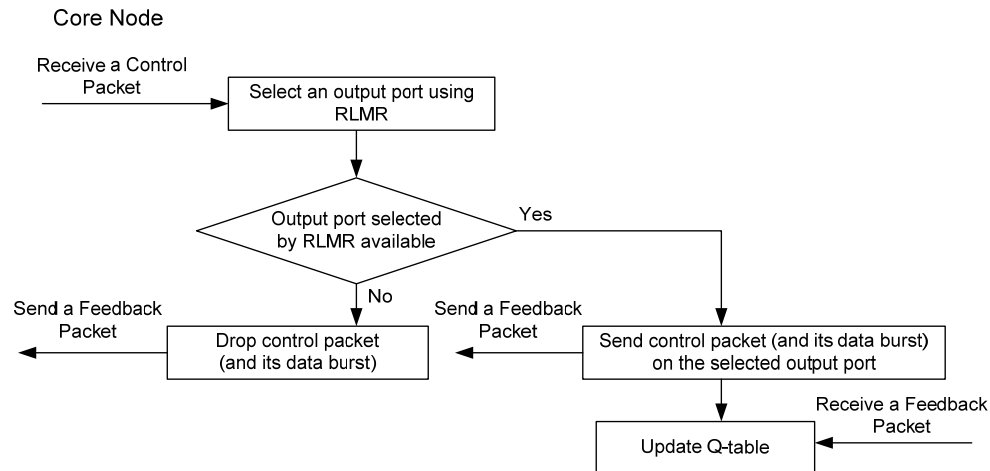 Core Node
Receive a Control
Packet
Select an output port using
RLMR
Output port selected
by RLMR available
Yes
No
Send a Feedback
Packet
Drop control packet
(and its data burst)
Send a Feedback
Packet
Send control packet (and its data burst)
on the selected output port
Receive a Feedback
Packet
Update Q-table